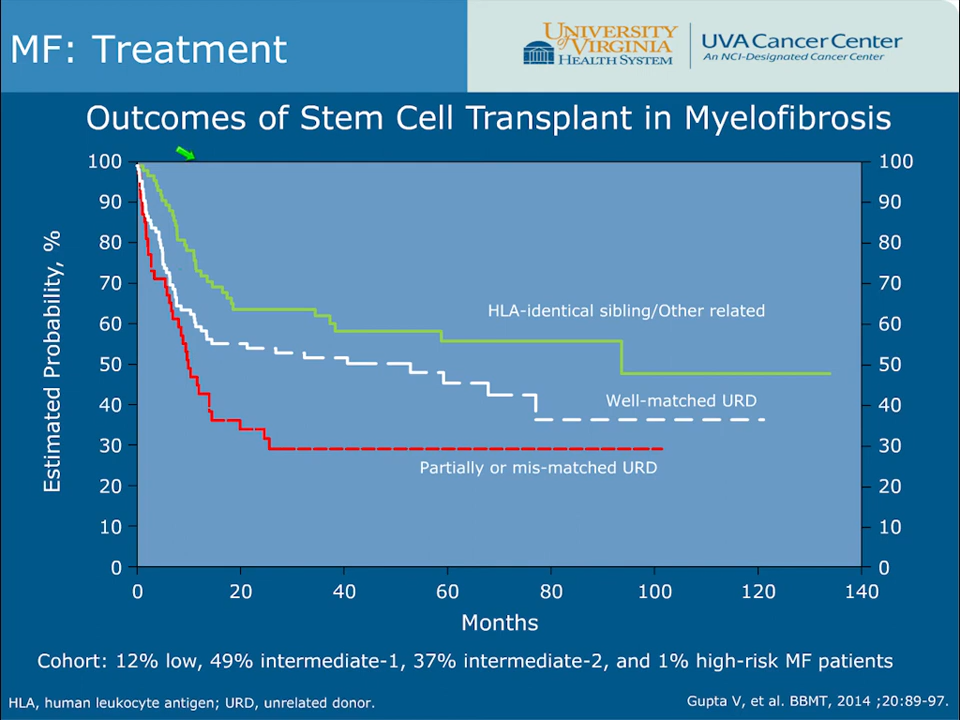 MF: Treatment
UNIVERSITY
of VIRGINIA
HEALTH SYSTEM
UVA Cancer Center
An NCI-Designated Cancer Center
Outcomes of Stem Cell Transplant in Myelofibrosis
100 100
90 90
80 80
70 70
60 60
50 50
40 40
30 30
20 20
10 10
0 0
Estimated Probability, %
HLA-identical sibling/Other related
Well-matched URD
Partially or mis-matched URD
0 20 40 60 80 100 120 140
Months
Cohort: 12% low, 49% intermediate-1, 37% intermediate-2, and 1% high-risk MF patients
HLA, human leukocyte antigen; URD, unrelated donor.
Gupta V, et al. BBMT, 2014 ;20:89-97.